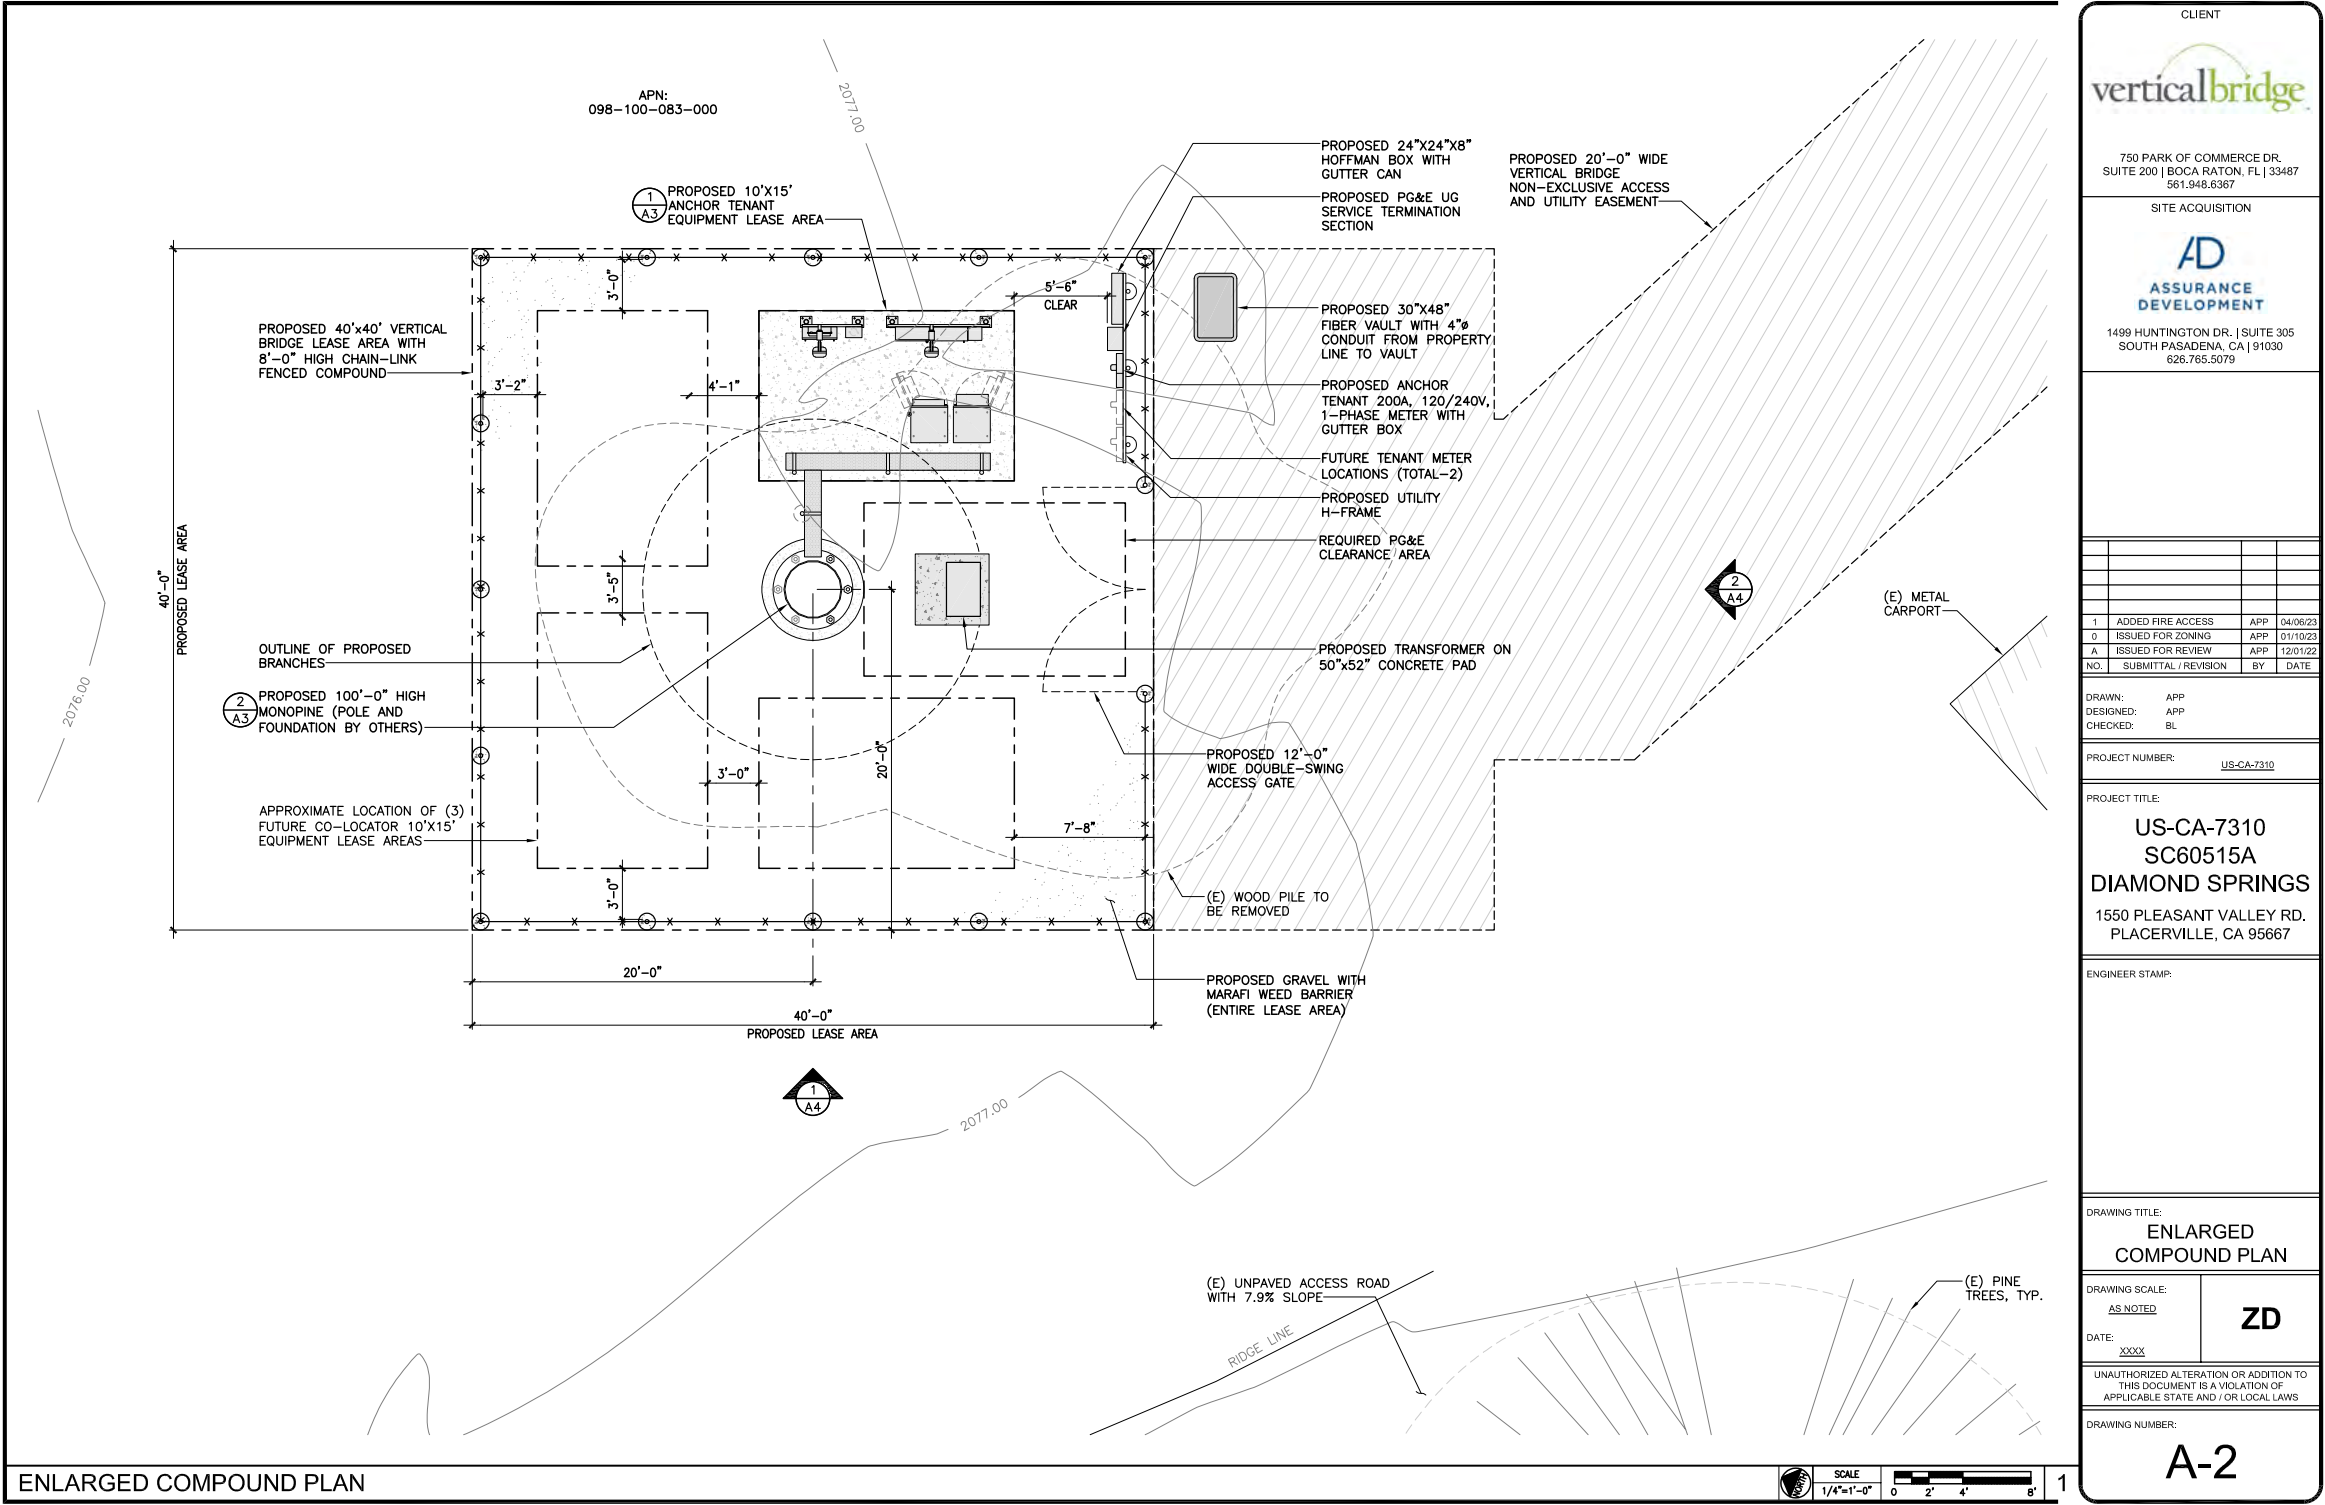 APN:
098-100-083-000
2077.00
1
A3
PROPOSED 10'X15'
ANCHOR TENANT
EQUIPMENT LEASE AREA
PROPOSED 24"X24"X8"
HOFFMAN BOX WITH
GUTTER CAN
PROPOSED PG&E UG
SERVICE TERMINATION
SECTION
PROPOSED 20'-0" WIDE
VERTICAL BRIDGE
NON-EXCLUSIVE ACCESS
AND UTILITY EASEMENT
3'-0"
5'-6"
CLEAR
PROPOSED 30"X48"
FIBER VAULT WITH 4"ø
CONDUIT FROM PROPERTY
LINE TO VAULT
PROPOSED 40'x40' VERTICAL
BRIDGE LEASE AREA WITH
8'-0" HIGH CHAIN-LINK
FENCED COMPOUND
3'-2"
4'-1"
PROPOSED ANCHOR
TENANT 200A, 120/240V,
1-PHASE METER WITH
GUTTER BOX
FUTURE TENANT METER
LOCATIONS (TOTAL-2)
PROPOSED UTILITY
H-FRAME
REQUIRED PG&E
CLEARANCE AREA
40'-0"
PROPOSED LEASE AREA
3'-5"
2
A4
(E) METAL
CARPORT
OUTLINE OF PROPOSED
BRANCHES
PROPOSED TRANSFORMER ON
50"x52" CONCRETE PAD
2076.00
2
A3
PROPOSED 100'-0" HIGH
MONOPINE (POLE AND
FOUNDATION BY OTHERS)
20'-0"
3'-0"
PROPOSED 12'-0"
WIDE DOUBLE-SWING
ACCESS GATE
APPROXIMATE LOCATION OF (3)
FUTURE CO-LOCATOR 10'X15'
EQUIPMENT LEASE AREAS
7'-8"
3'-0"
(E) WOOD PILE TO
BE REMOVED
20'-0"
PROPOSED GRAVEL WITH
MARAFI WEED BARRIER
(ENTIRE LEASE AREA)
40'-0"
PROPOSED LEASE AREA
1
A4
2077.00
(E) UNPAVED ACCESS ROAD
WITH 7.9% SLOPE
RIDGE LINE
(E) PINE
TREES, TYP.
ENLARGED COMPOUND PLAN
NORTH
SCALE
1/4"=1'-0"
0 2' 4' 8'
1
CLIENT
verticalbridge
750 PARK OF COMMERCE DR.
SUITE 200 | BOCA RATON, FL | 33487
561.948.6367
SITE ACQUISITION
AD
ASSURANCE
DEVELOPMENT
1499 HUNTINGTON DR. | SUITE 305
SOUTH PASADENA, CA | 91030
626.765.5079
1 ADDED FIRE ACCESS APP 04/06/23
0 ISSUED FOR ZONING APP 01/10/23
A ISSUED FOR REVIEW APP 12/01/22
NO. SUBMITTAL / REVISION BY DATE
DRAWN: APP
DESIGNED: APP
CHECKED: BL
PROJECT NUMBER: US-CA-7310
PROJECT TITLE:
US-CA-7310
SC60515A
DIAMOND SPRINGS
1550 PLEASANT VALLEY RD.
PLACERVILLE, CA 95667
ENGINEER STAMP:
DRAWING TITLE:
ENLARGED
COMPOUND PLAN
DRAWING SCALE:
AS NOTED
ZD
DATE:
XXXX
UNAUTHORIZED ALTERATION OR ADDITION TO
THIS DOCUMENT IS A VIOLATION OF
APPLICABLE STATE AND / OR LOCAL LAWS
DRAWING NUMBER:
A-2